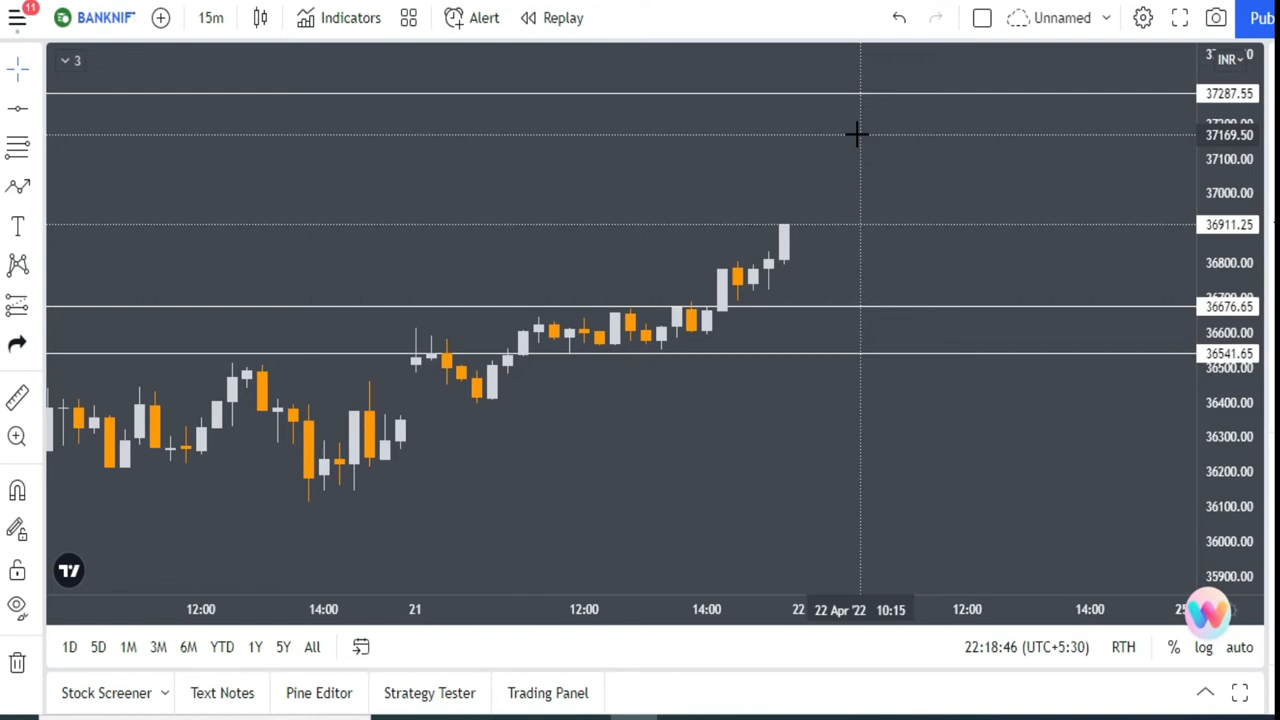 11
BANKNIF
15m
Indicators
Alert
Replay
Unnamed
Pub
3
INR
37287.55
37169.50
37100.00
37000.00
36911.25
36800.00
36676.65
36600.00
36541.65
36500.00
36400.00
36300.00
36200.00
36100.00
36000.00
35900.00
12:00
14:00
21
12:00
14:00
22
22 Apr '22 10:15
12:00
14:00
25
1D
5D
1M
3M
6M
YTD
1Y
5Y
All
22:18:46 (UTC+5:30)
RTH
%
log
auto
Stock Screener
Text Notes
Pine Editor
Strategy Tester
Trading Panel